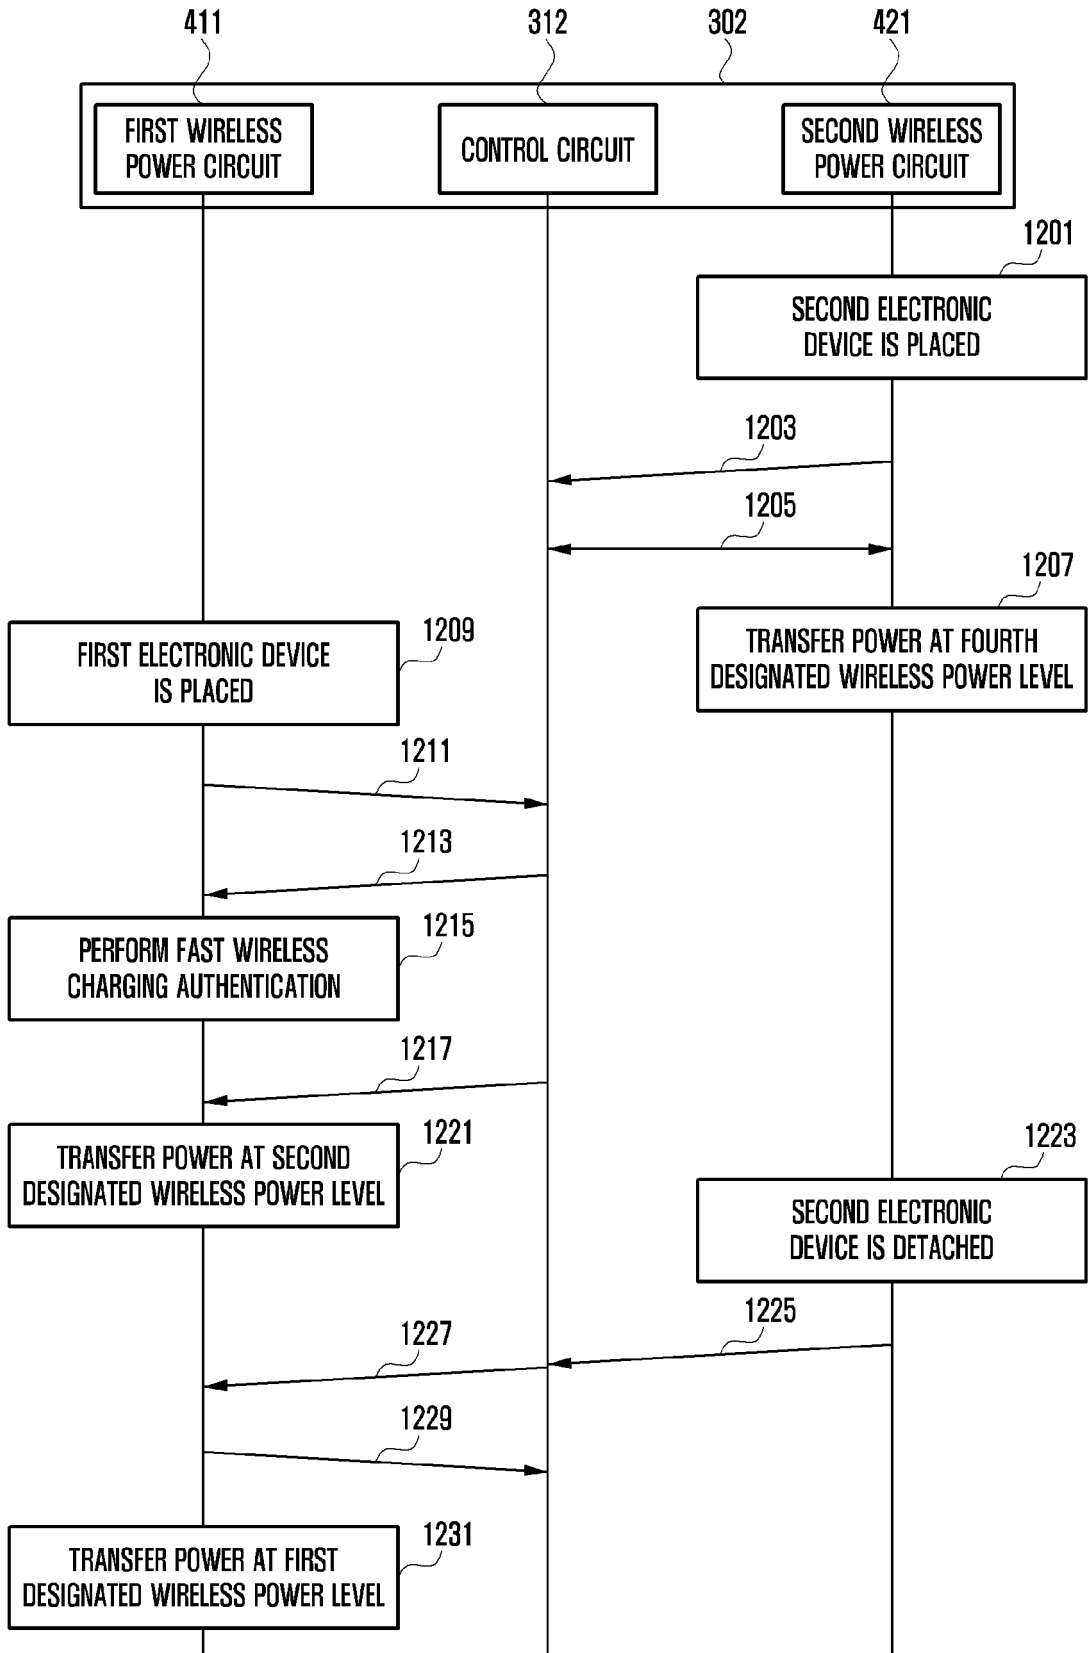 411
312
302
421
FIRST WIRELESS
POWER CIRCUIT
CONTROL CIRCUIT
SECOND WIRELESS
POWER CIRCUIT
1201
SECOND ELECTRONIC
DEVICE IS PLACED
1203
1205
1207
TRANSFER POWER AT FOURTH
DESIGNATED WIRELESS POWER LEVEL
1209
FIRST ELECTRONIC DEVICE
IS PLACED
1211
1213
1215
PERFORM FAST WIRELESS
CHARGING AUTHENTICATION
1217
1221
TRANSFER POWER AT SECOND
DESIGNATED WIRELESS POWER LEVEL
1223
SECOND ELECTRONIC
DEVICE IS DETACHED
1225
1227
1229
1231
TRANSFER POWER AT FIRST
DESIGNATED WIRELESS POWER LEVEL